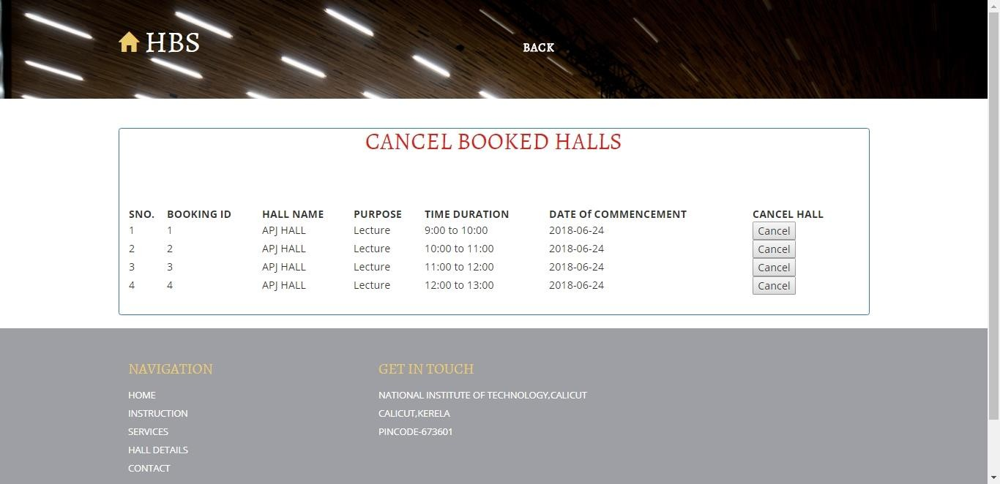 HBS
BACK
CANCEL BOOKED HALLS
SNO. BOOKING ID HALL NAME PURPOSE TIME DURATION DATE Of COMMENCEMENT CANCEL HALL
1 1 APJ HALL Lecture 9:00 to 10:00 2018-06-24 Cancel
2 2 APJ HALL Lecture 10:00 to 11:00 2018-06-24 Cancel
3 3 APJ HALL Lecture 11:00 to 12:00 2018-06-24 Cancel
4 4 APJ HALL Lecture 12:00 to 13:00 2018-06-24 Cancel
NAVIGATION
HOME
INSTRUCTION
SERVICES
HALL DETAILS
CONTACT
GET IN TOUCH
NATIONAL INSTITUTE OF TECHNOLOGY,CALICUT
CALICUT,KERELA
PINCODE-673601